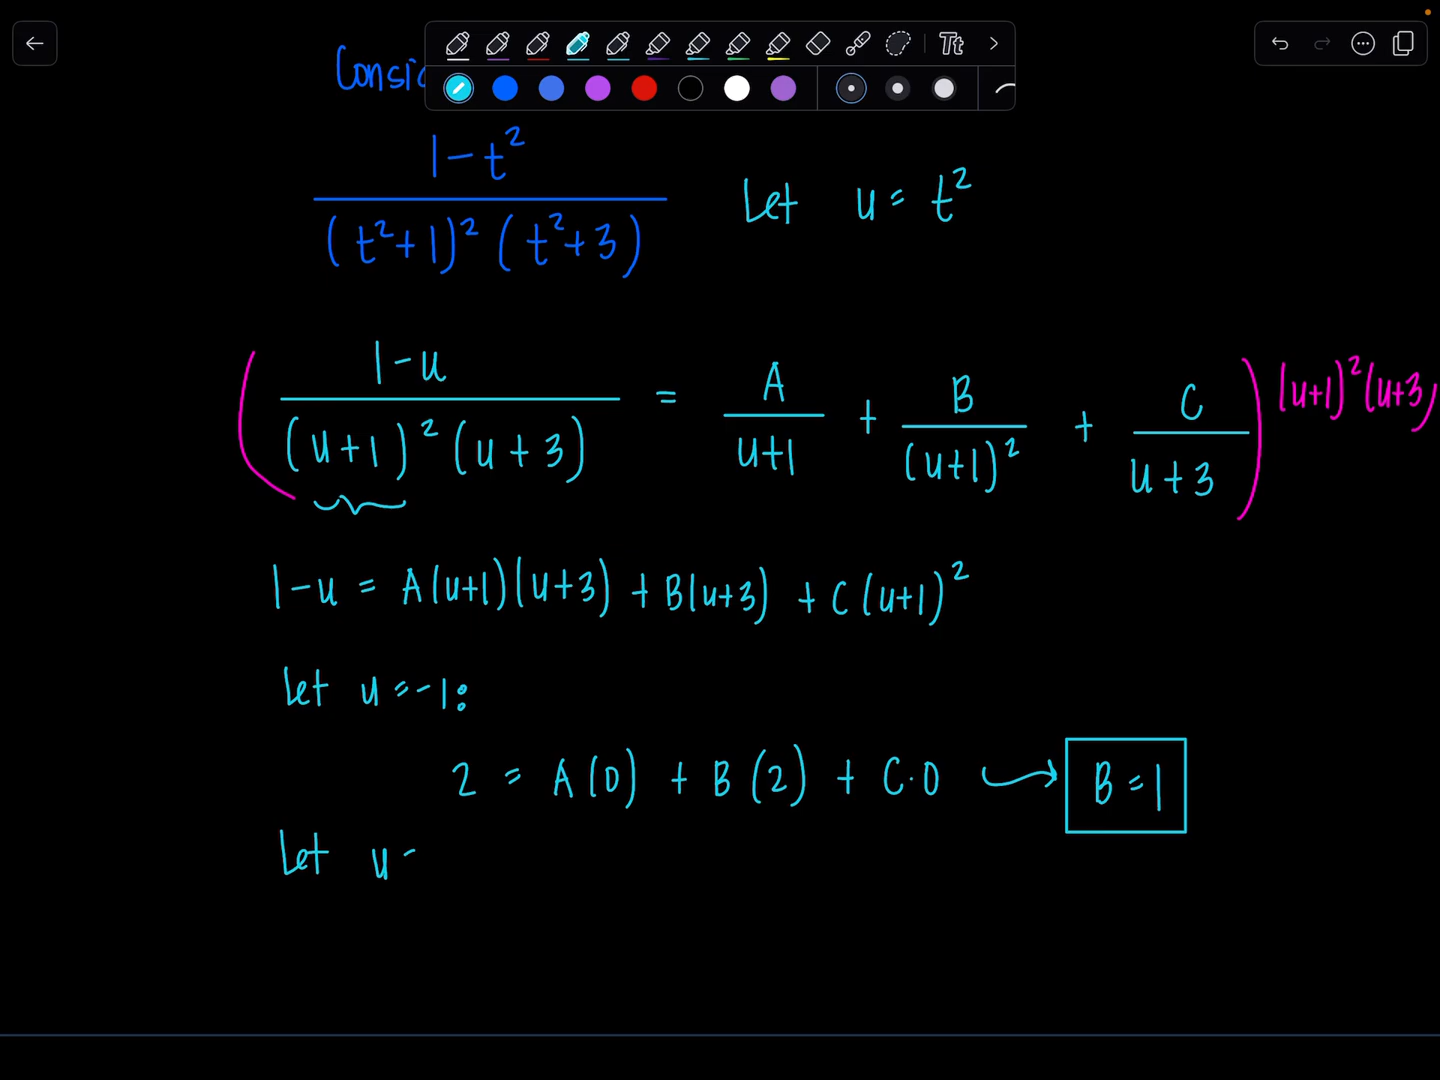 Tt
1-t²
(t²+1)²(t²+3)
Let u = t²
1-u
(u+1)²(u+3)
=
A
u+1
+
B
(u+1)²
+
C
u+3
(u+1)²(u+3)
1-u = A(u+1)(u+3) + B(u+3) + C(u+1)²
Let u=-1:
2 = A(0) + B(2) + C·0
B=1
Let u -